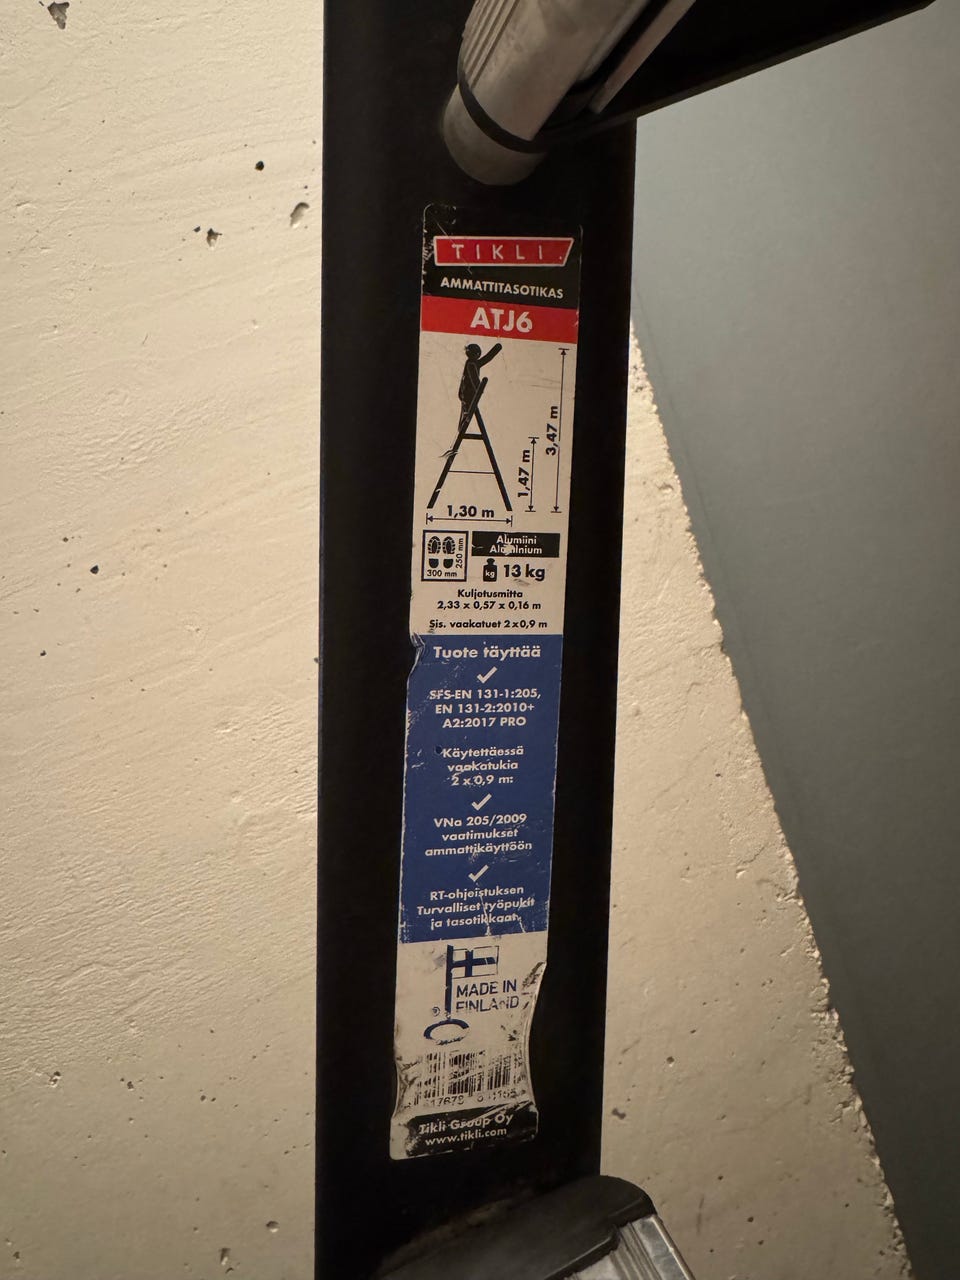 TIKLI
AMMATTITASOTIKAS
ATJ6
3,47 m
1,47 m
1,30 m
250 mm
300 mm
Alumiini
Aluminium
kg 13 kg
Kuljetusmitta
2,33 x 0,57 x 0,16 m
Sis. vaakatuet 2x0,9 m
Tuote täyttää
SFS-EN 131-1:205,
EN 131-2:2010+
A2:2017 PRO
Käytettäessä
vaakatukia
2 x 0,9 m:
VNa 205/2009
vaatimukset
ammattikäyttöön
RT-ohjeistuksen
Turvalliset työpukit
ja tasotikkaat
MADE IN
FINLAND
®
Tikli Group Oy
www.tikli.com